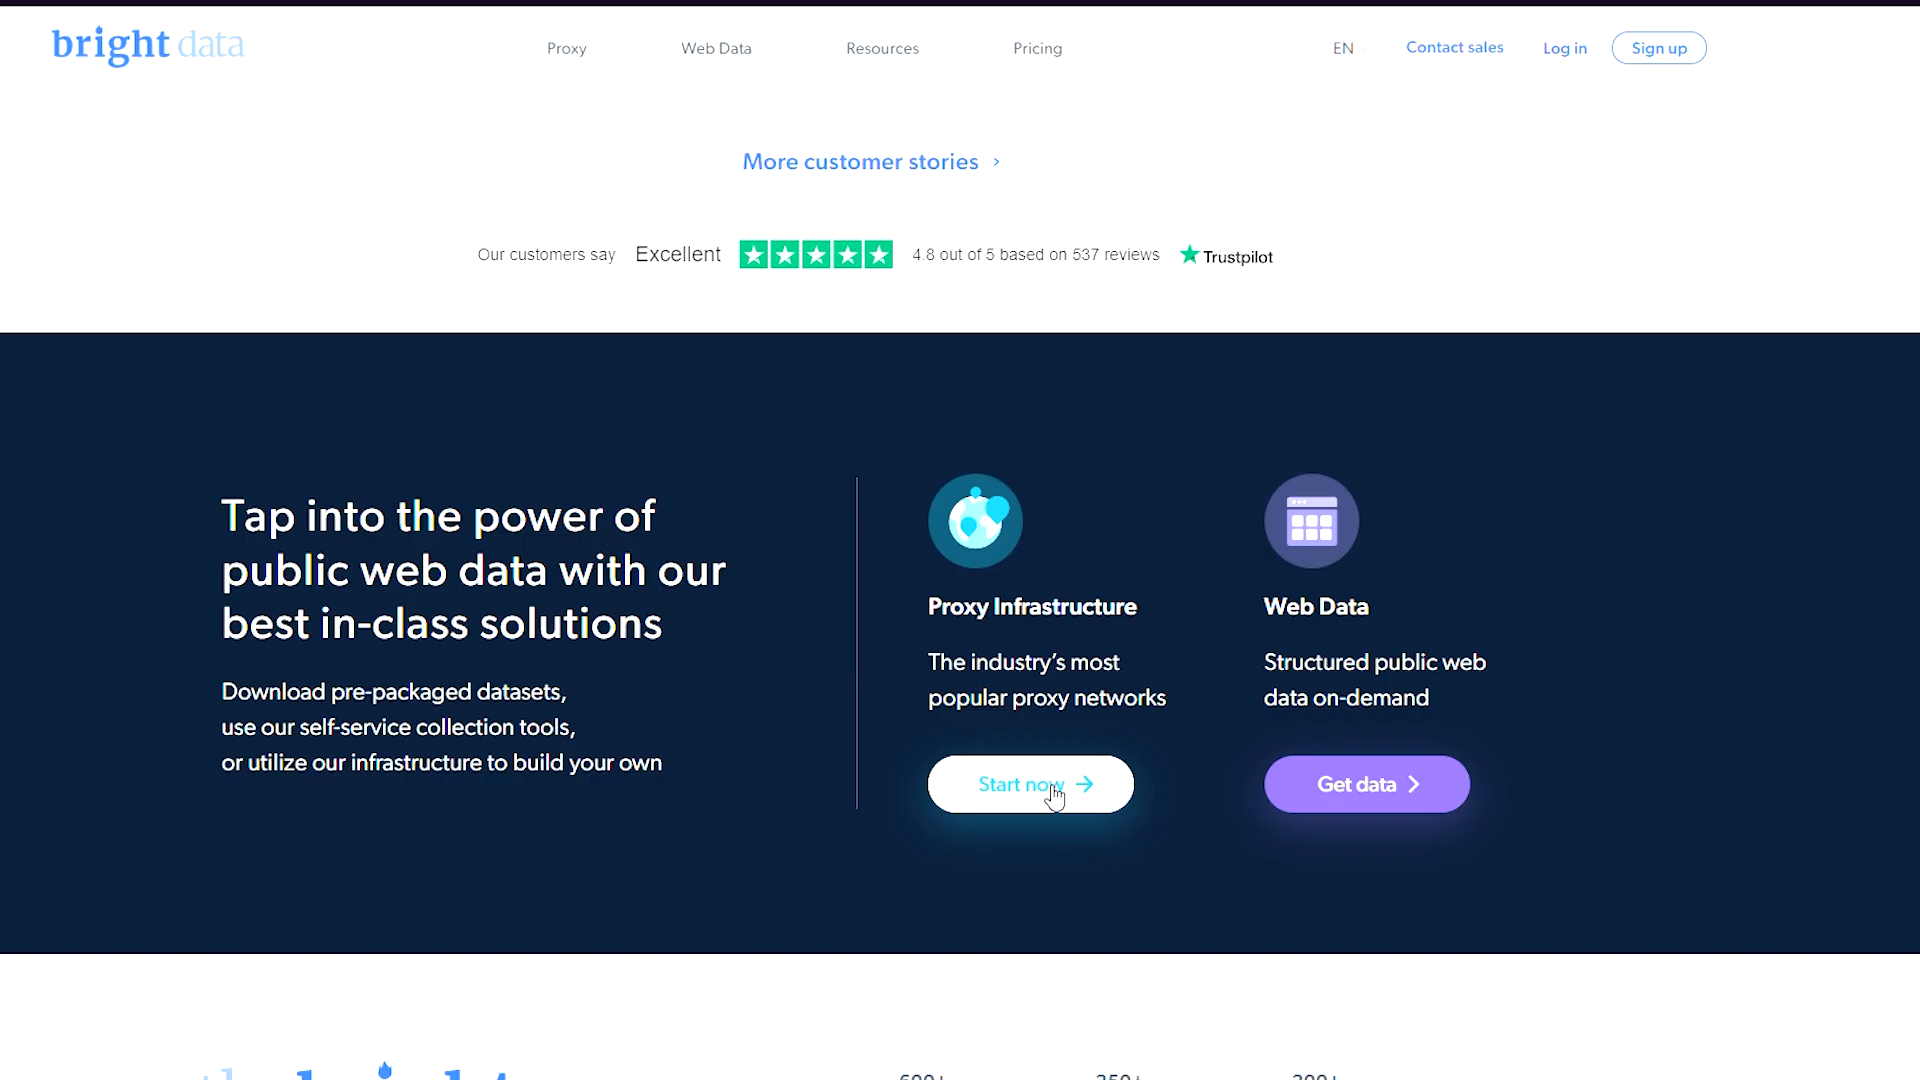 bright data
Proxy
Web Data
Resources
Pricing
EN
Contact sales
Log in
Sign up
More customer stories
Our customers say Excellent 4.8 out of 5 based on 537 reviews Trustpilot
Tap into the power of
public web data with our
best in-class solutions
Download pre-packaged datasets,
use our self-service collection tools,
or utilize our infrastructure to build your own
Proxy Infrastructure
The industry's most
popular proxy networks
Start now
Web Data
Structured public web
data on-demand
Get data